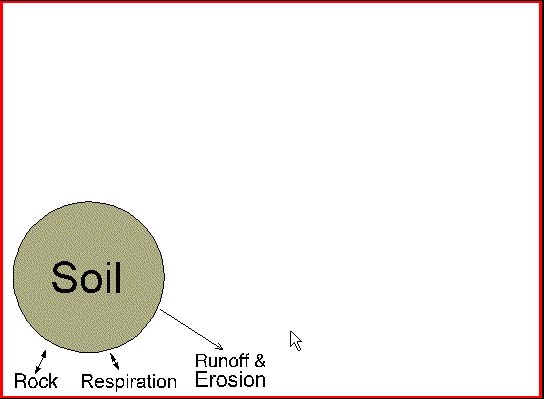 Soil
Runoff &
Erosion
Rock
Respiration